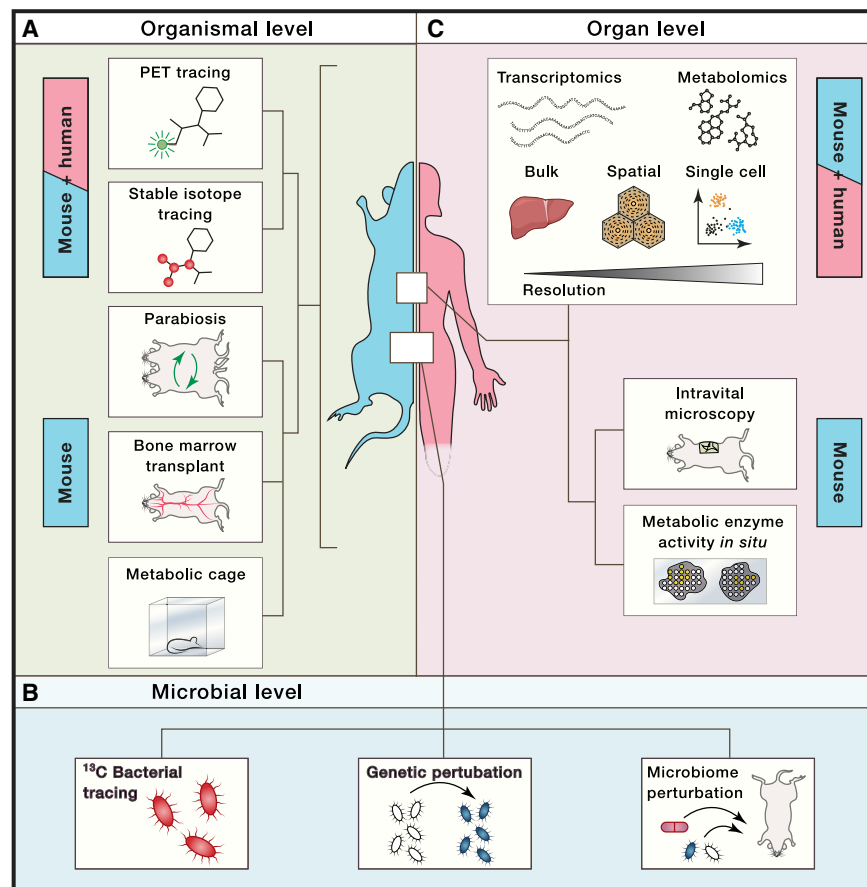 A
Organismal level
Mouse + human
PET tracing
Stable isotope
tracing
Mouse
Parabiosis
Bone marrow
transplant
Metabolic cage
C
Organ level
Transcriptomics
Metabolomics
Bulk
Spatial
Single cell
Resolution
Mouse + human
Intravital
microscopy
Metabolic enzyme
activity in situ
Mouse
B
Microbial level
¹³C Bacterial
tracing
Genetic pertubation
Microbiome
perturbation